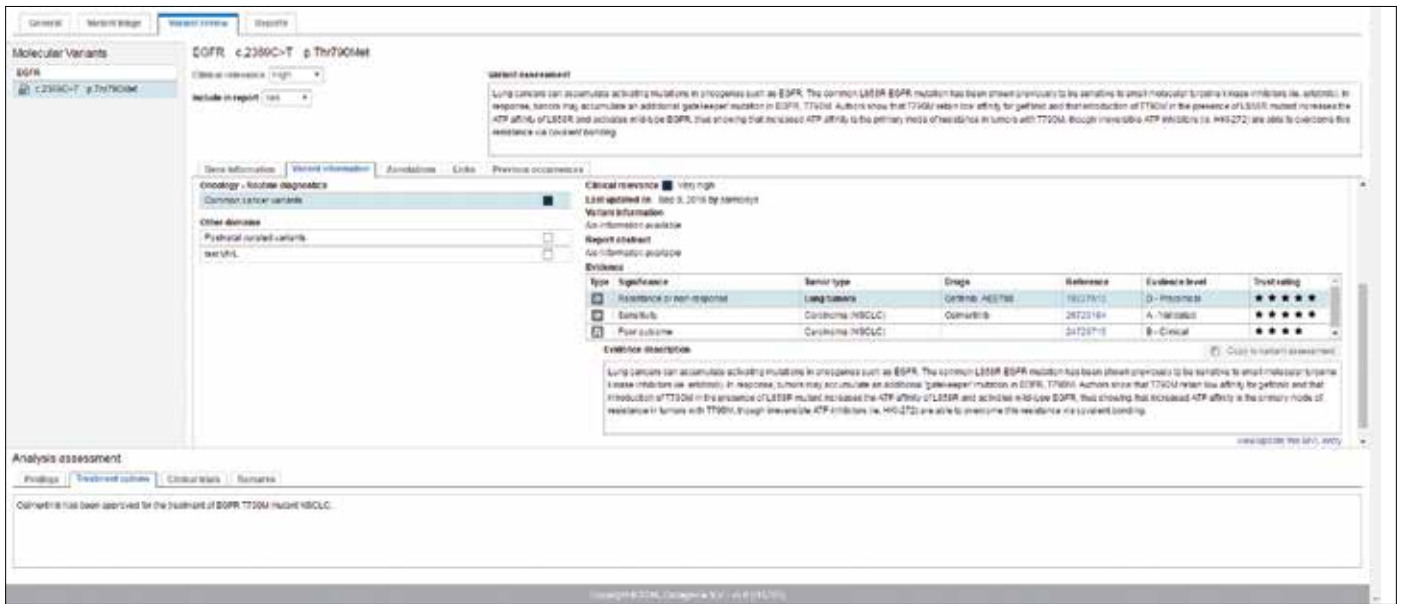 General Variant triage Variant review Reports
Molecular Variants
EGFR
c.2369C>T p.Thr790Met
EGFR c.2369C>T p.Thr790Met
Clinical relevance High
Include in report Yes
Variant assessment
Lung cancers can accumulate activating mutations in oncogenes such as EGFR. The common L858R EGFR mutation has been shown previously to be sensitive to small molecular tyrosine kinase inhibitors (ie. erlotinib). In
response, tumors may accumulate an additional gatekeeper mutation in EGFR, T790M. Authors show that T790M retain low affinity for gefitinib and that introduction of T790M in the presence of L858R mutant increases the
ATP affinity of L858R and activates wild-type EGFR, thus showing that increased ATP affinity is the primary mode of resistance in tumors with T790M, though irreversible ATP inhibitors (ie. HKI-272) are able to overcome this
resistance via covalent bonding.
Gene information Variant information Annotations Links Previous occurrences
Oncology - Routine diagnostics
Common cancer variants
Other domains
Postnatal curated variants
test MVL
Clinical relevance Very high
Last updated on Sep 9, 2016 by
Variant information
No information available
Report abstract
No information available
Evidence
Type Significance Tumor type Drugs Reference Evidence level Trust rating
Resistance or non-response Lung tumors Gefitinib, AEE788 D - Preclinical ★★★★★
Sensitivity Carcinoma (NSCLC) Osimertinib A - Validated ★★★★★
Poor outcome Carcinoma (NSCLC) B - Clinical ★★★★
Evidence description
Copy to variant assessment
Lung cancers can accumulate activating mutations in oncogenes such as EGFR. The common L858R EGFR mutation has been shown previously to be sensitive to small molecular tyrosine
kinase inhibitors (ie. erlotinib). In response, tumors may accumulate an additional 'gatekeeper' mutation in EGFR, T790M. Authors show that T790M retain low affinity for gefitinib and that
introduction of T790M in the presence of L858R mutant increases the ATP affinity of L858R and activates wild-type EGFR, thus showing that increased ATP affinity is the primary mode of
resistance in tumors with T790M, though irreversible ATP inhibitors (ie. HKI-272) are able to overcome this resistance via covalent bonding.
View/update this MVL entry
Analysis assessment
Findings Treatment options Clinical trials Remarks
Osimertinib has been approved for the treatment of EGFR T790M mutant NSCLC.
Copyright © 2016, Cartagenia N.V.